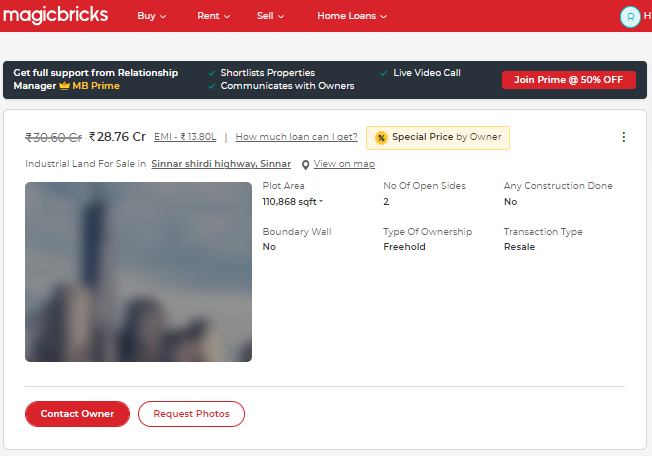 magicbricks Buy Rent Sell Home Loans R H
Get full support from Relationship Shortlists Properties Live Video Call
Manager MB Prime Communicates with Owners Join Prime @ 50% OFF
₹30.60 Cr ₹28.76 Cr EMI - ₹ 13.80L | How much loan can I get? % Special Price by Owner
Industrial Land For Sale in Sinnar shirdi highway, Sinnar View on map
Plot Area No Of Open Sides Any Construction Done
110,868 sqft 2 No
Boundary Wall Type Of Ownership Transaction Type
No Freehold Resale
Contact Owner Request Photos